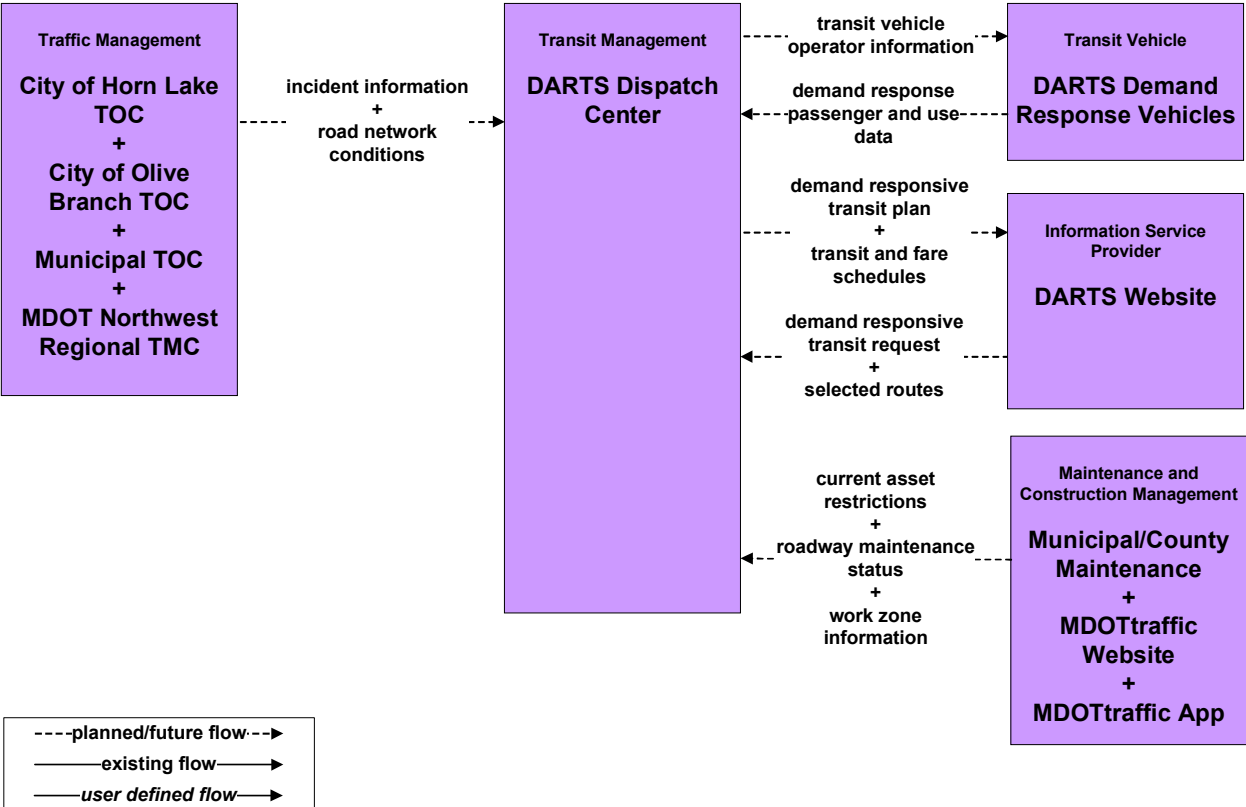 Traffic Management
City of Horn Lake
TOC
+
City of Olive
Branch TOC
+
Municipal TOC
+
MDOT Northwest
Regional TMC
incident information
+
road network
conditions
Transit Management
DARTS Dispatch
Center
transit vehicle
operator information
demand response
passenger and use
data
Transit Vehicle
DARTS Demand
Response Vehicles
demand responsive
transit plan
+
transit and fare
schedules
demand responsive
transit request
+
selected routes
Information Service
Provider
DARTS Website
current asset
restrictions
+
roadway maintenance
status
+
work zone
information
Maintenance and
Construction Management
Municipal/County
Maintenance
+
MDOTtraffic
Website
+
MDOTtraffic App
planned/future flow
existing flow
user defined flow